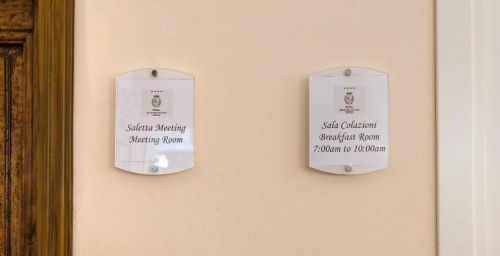 Saletta Meeting
Meeting Room
Sala Colazioni
Breakfast Room
7:00am to 10:00am